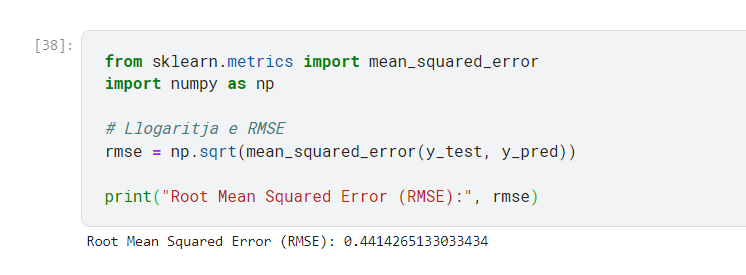 [38]:
from sklearn.metrics import mean_squared_error
import numpy as np
# Llogaritja e RMSE
rmse = np.sqrt(mean_squared_error(y_test, y_pred))
print("Root Mean Squared Error (RMSE):", rmse)
Root Mean Squared Error (RMSE): 0.4414265133033434